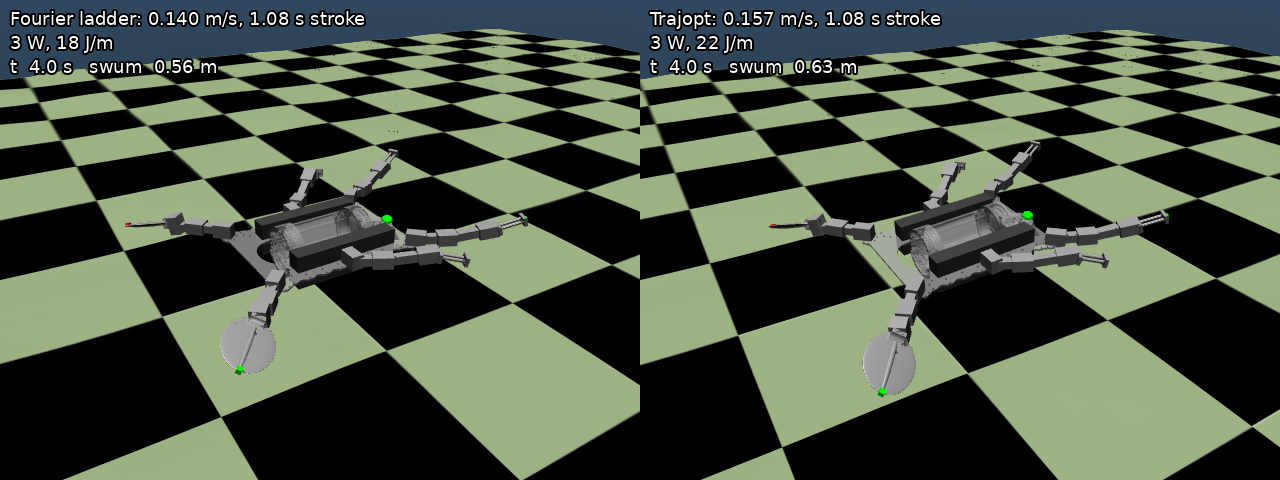 Fourier, ladder: 0.140 m/s, 1.08 s stroke
3 W, 18 J/m
t  4.0 s   swum  0.56 m
Trajopt: 0.157 m/s, 1.08 s stroke
3 W, 22 J/m
t  4.0 s   swum  0.63 m